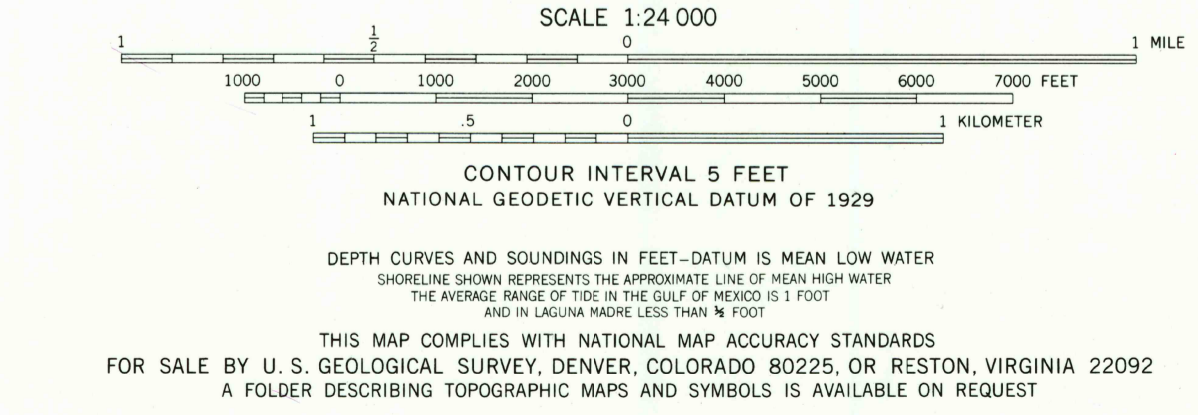 SCALE 1:24 000
1 1/2 0 1 MILE
1000 0 1000 2000 3000 4000 5000 6000 7000 FEET
1 .5 0 1 KILOMETER
CONTOUR INTERVAL 5 FEET
NATIONAL GEODETIC VERTICAL DATUM OF 1929
DEPTH CURVES AND SOUNDINGS IN FEET–DATUM IS MEAN LOW WATER
SHORELINE SHOWN REPRESENTS THE APPROXIMATE LINE OF MEAN HIGH WATER
THE AVERAGE RANGE OF TIDE IN THE GULF OF MEXICO IS 1 FOOT
AND IN LAGUNA MADRE LESS THAN ½ FOOT
THIS MAP COMPLIES WITH NATIONAL MAP ACCURACY STANDARDS
FOR SALE BY U. S. GEOLOGICAL SURVEY, DENVER, COLORADO 80225, OR RESTON, VIRGINIA 22092
A FOLDER DESCRIBING TOPOGRAPHIC MAPS AND SYMBOLS IS AVAILABLE ON REQUEST